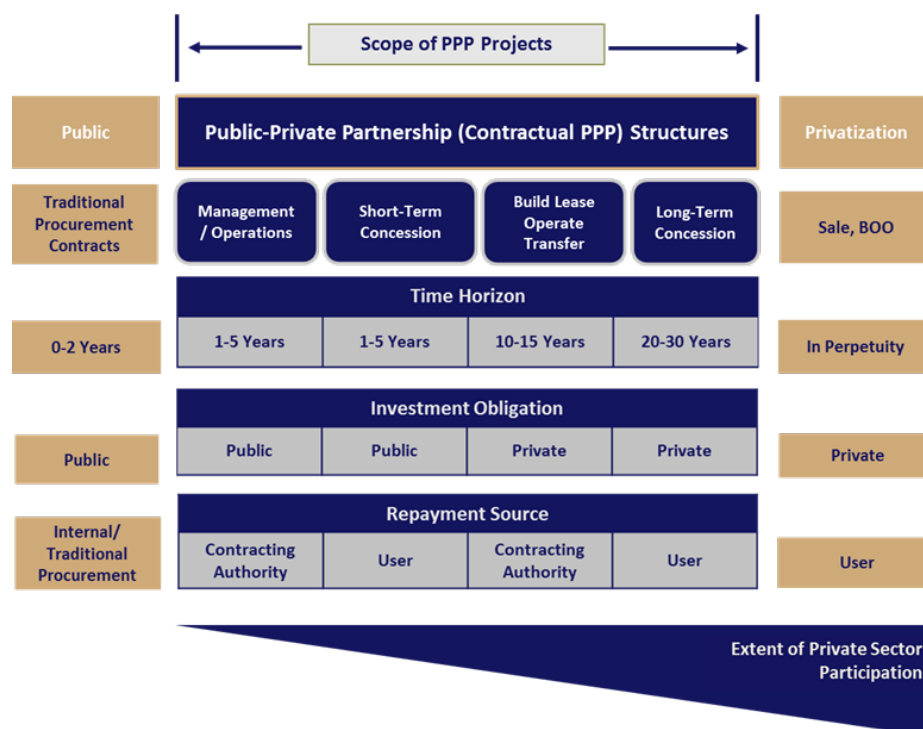 Scope of PPP Projects
Public
Public-Private Partnership (Contractual PPP) Structures
Privatization
Traditional
Procurement
Contracts
Management
/ Operations
Short-Term
Concession
Build Lease
Operate
Transfer
Long-Term
Concession
Sale, BOO
Time Horizon
0-2 Years
1-5 Years
1-5 Years
10-15 Years
20-30 Years
In Perpetuity
Investment Obligation
Public
Public
Public
Private
Private
Private
Repayment Source
Internal/
Traditional
Procurement
Contracting
Authority
User
Contracting
Authority
User
User
Extent of Private Sector
Participation